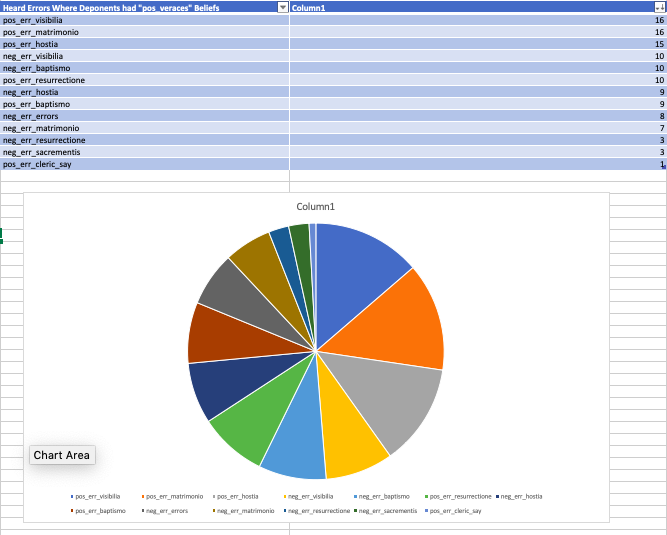 Heard Errors Where Deponents had "pos_veraces" Beliefs Column1
pos_err_visibilia 16
pos_err_matrimonio 16
pos_err_hostia 15
neg_err_visibilia 10
neg_err_baptismo 10
pos_err_resurrectione 10
neg_err_hostia 9
pos_err_baptismo 9
neg_err_errors 8
neg_err_matrimonio 7
neg_err_resurrectione 3
neg_err_sacrementis 3
pos_err_cleric_say 1
Column1
Chart Area
pos_err_visibilia pos_err_matrimonio pos_err_hostia neg_err_visibilia neg_err_baptismo pos_err_resurrectione neg_err_hostia
pos_err_baptismo neg_err_errors neg_err_matrimonio neg_err_resurrectione neg_err_sacrementis pos_err_cleric_say